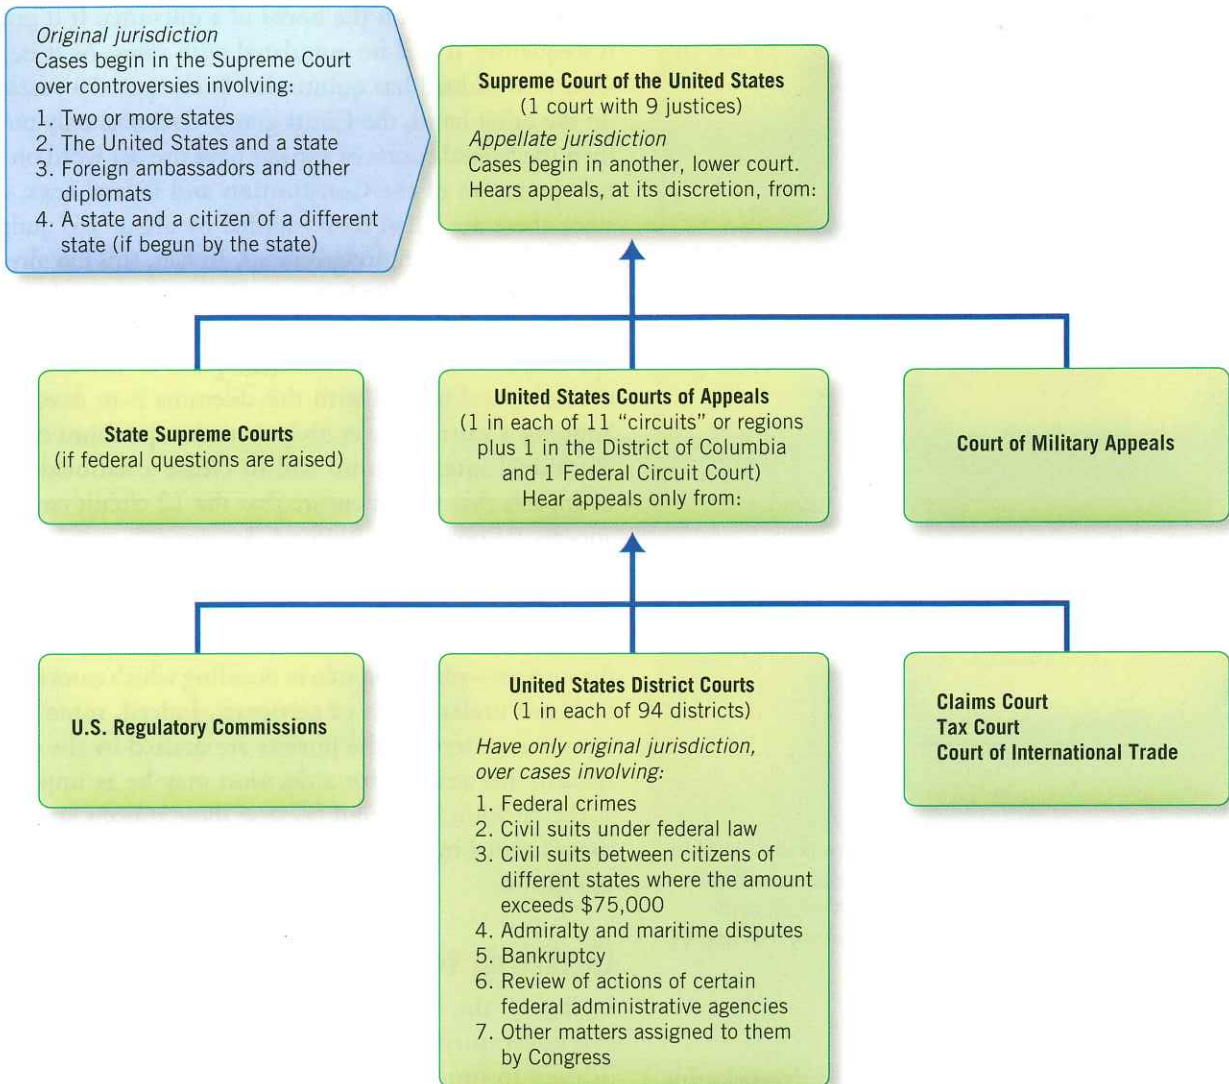 Original jurisdiction
Cases begin in the Supreme Court
over controversies involving:
1. Two or more states
2. The United States and a state
3. Foreign ambassadors and other
diplomats
4. A state and a citizen of a different
state (if begun by the state)
Supreme Court of the United States
(1 court with 9 justices)
Appellate jurisdiction
Cases begin in another, lower court.
Hears appeals, at its discretion, from:
State Supreme Courts
(if federal questions are raised)
United States Courts of Appeals
(1 in each of 11 “circuits” or regions
plus 1 in the District of Columbia
and 1 Federal Circuit Court)
Hear appeals only from:
Court of Military Appeals
U.S. Regulatory Commissions
United States District Courts
(1 in each of 94 districts)
Have only original jurisdiction,
over cases involving:
1. Federal crimes
2. Civil suits under federal law
3. Civil suits between citizens of
different states where the amount
exceeds $75,000
4. Admiralty and maritime disputes
5. Bankruptcy
6. Review of actions of certain
federal administrative agencies
7. Other matters assigned to them
by Congress
Claims Court
Tax Court
Court of International Trade